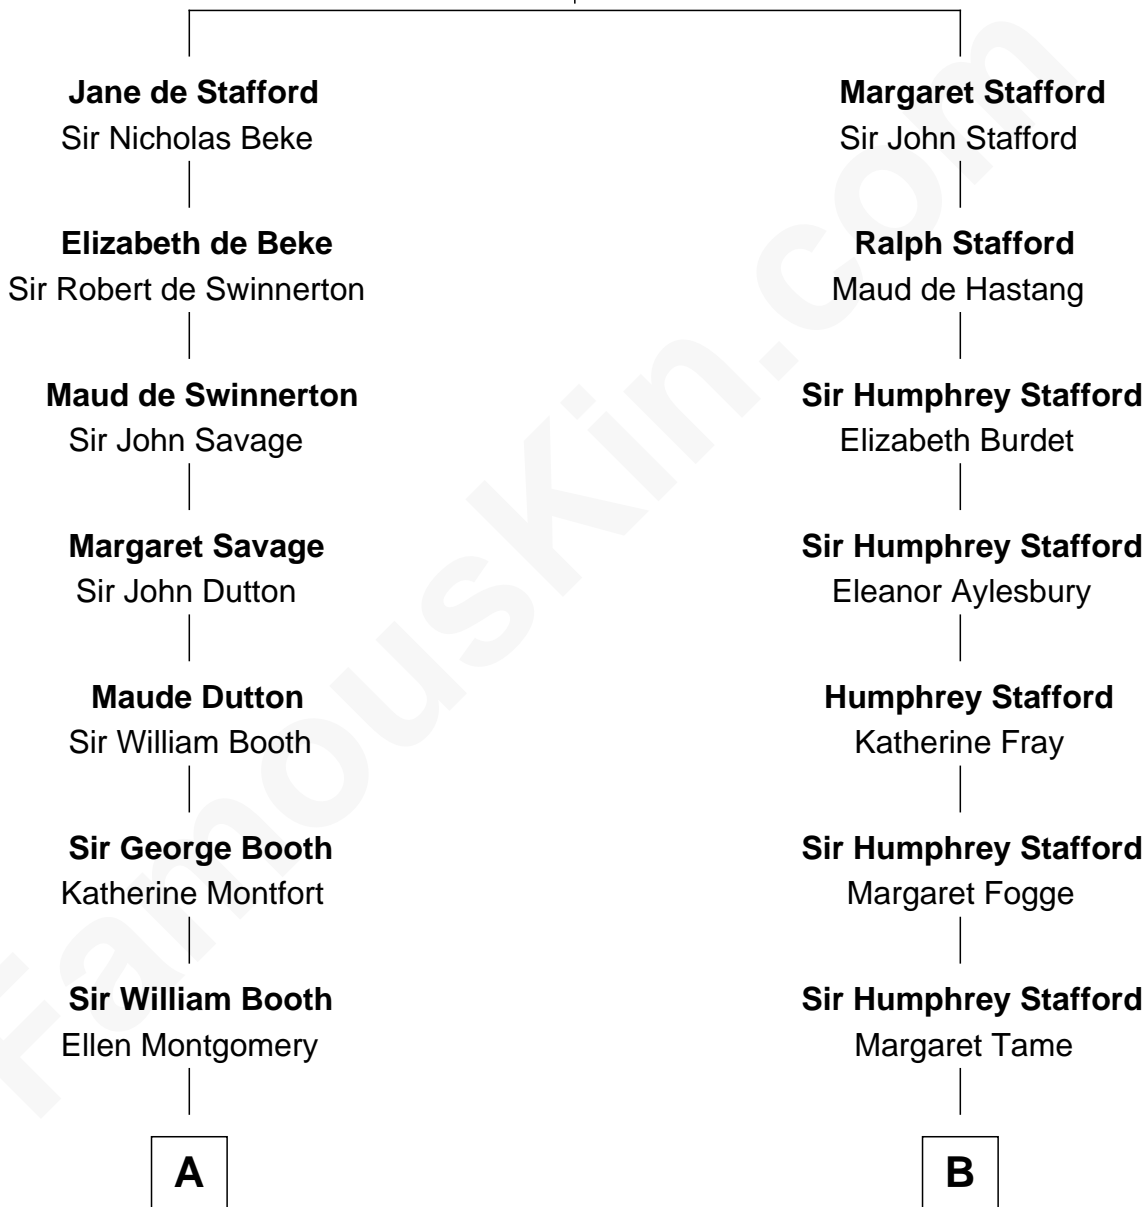 Jane de Stafford
Sir Nicholas Beke
Elizabeth de Beke
Sir Robert de Swinnerton
Maud de Swinnerton
Sir John Savage
Margaret Savage
Sir John Dutton
Maude Dutton
Sir William Booth
Sir George Booth
Katherine Montfort
Sir William Booth
Ellen Montgomery
A
Margaret Stafford
Sir John Stafford
Ralph Stafford
Maud de Hastang
Sir Humphrey Stafford
Elizabeth Burdet
Sir Humphrey Stafford
Eleanor Aylesbury
Humphrey Stafford
Katherine Fray
Sir Humphrey Stafford
Margaret Fogge
Sir Humphrey Stafford
Margaret Tame
B
FamousKin.com